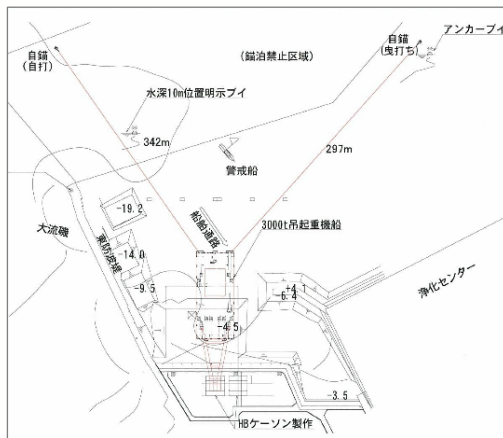 自錨
(自打)
(錨泊禁止区域)
自錨
(曳打ち)
アンカーブイ
水深10m位置明示ブイ
342m
297m
警戒船
-19.2
船舶通路
3000t吊起重機船
大流磯
東防波堤
-14.0
-9.5
-4.5
+4.1
-6.4
浄化センター
-3.5
HBケーソン製作